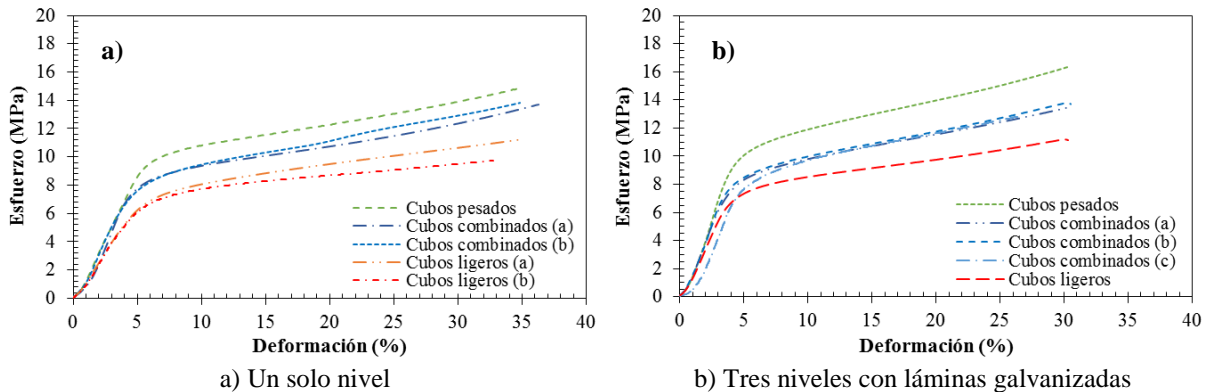 20
18
16
14
12
10
8
6
4
2
0
Esfuerzo (MPa)
a)
Cubos pesados
Cubos combinados (a)
Cubos combinados (b)
Cubos ligeros (a)
Cubos ligeros (b)
0 5 10 15 20 25 30 35 40
Deformación (%)
a) Un solo nivel
20
18
16
14
12
10
8
6
4
2
0
Esfuerzo (MPa)
b)
Cubos pesados
Cubos combinados (a)
Cubos combinados (b)
Cubos combinados (c)
Cubos ligeros
0 5 10 15 20 25 30 35 40
Deformación (%)
b) Tres niveles con láminas galvanizadas